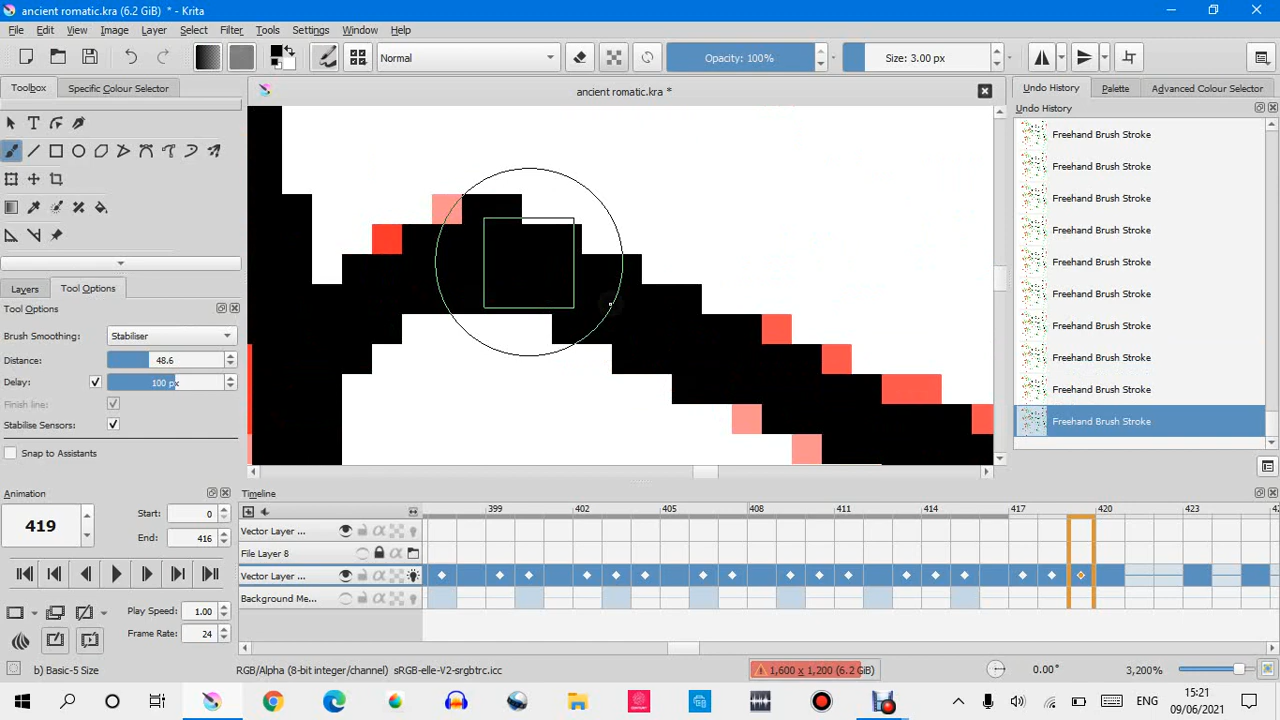 ancient romatic.kra (6.2 GiB) * - Krita
File Edit View Image Layer Select Filter Tools Settings Window Help
Normal Opacity: 100% Size: 3.00 px
Toolbox Specific Colour Selector ancient romatic.kra * Undo History Palette Advanced Colour Selector
Undo History
Freehand Brush Stroke
Freehand Brush Stroke
Freehand Brush Stroke
Freehand Brush Stroke
Freehand Brush Stroke
Freehand Brush Stroke
Freehand Brush Stroke
Freehand Brush Stroke
Freehand Brush Stroke
Freehand Brush Stroke
Layers Tool Options
Tool Options
Brush Smoothing: Stabiliser
Distance: 48.6
Delay: 100 px
Finish line:
Stabilise Sensors:
Snap to Assistants
Animation Timeline
419 Start: 0
End: 416
399 402 405 408 411 414 417 420 423
Vector Layer ...
File Layer 8
Vector Layer ...
Background Me...
Play Speed: 1.00
Frame Rate: 24
b) Basic-5 Size RGB/Alpha (8-bit integer/channel) sRGB-elle-V2-srgbtrc.icc 1,600 x 1,200 (6.2 GiB) 0.00° 3,200%
ENG 15:21
09/06/2021